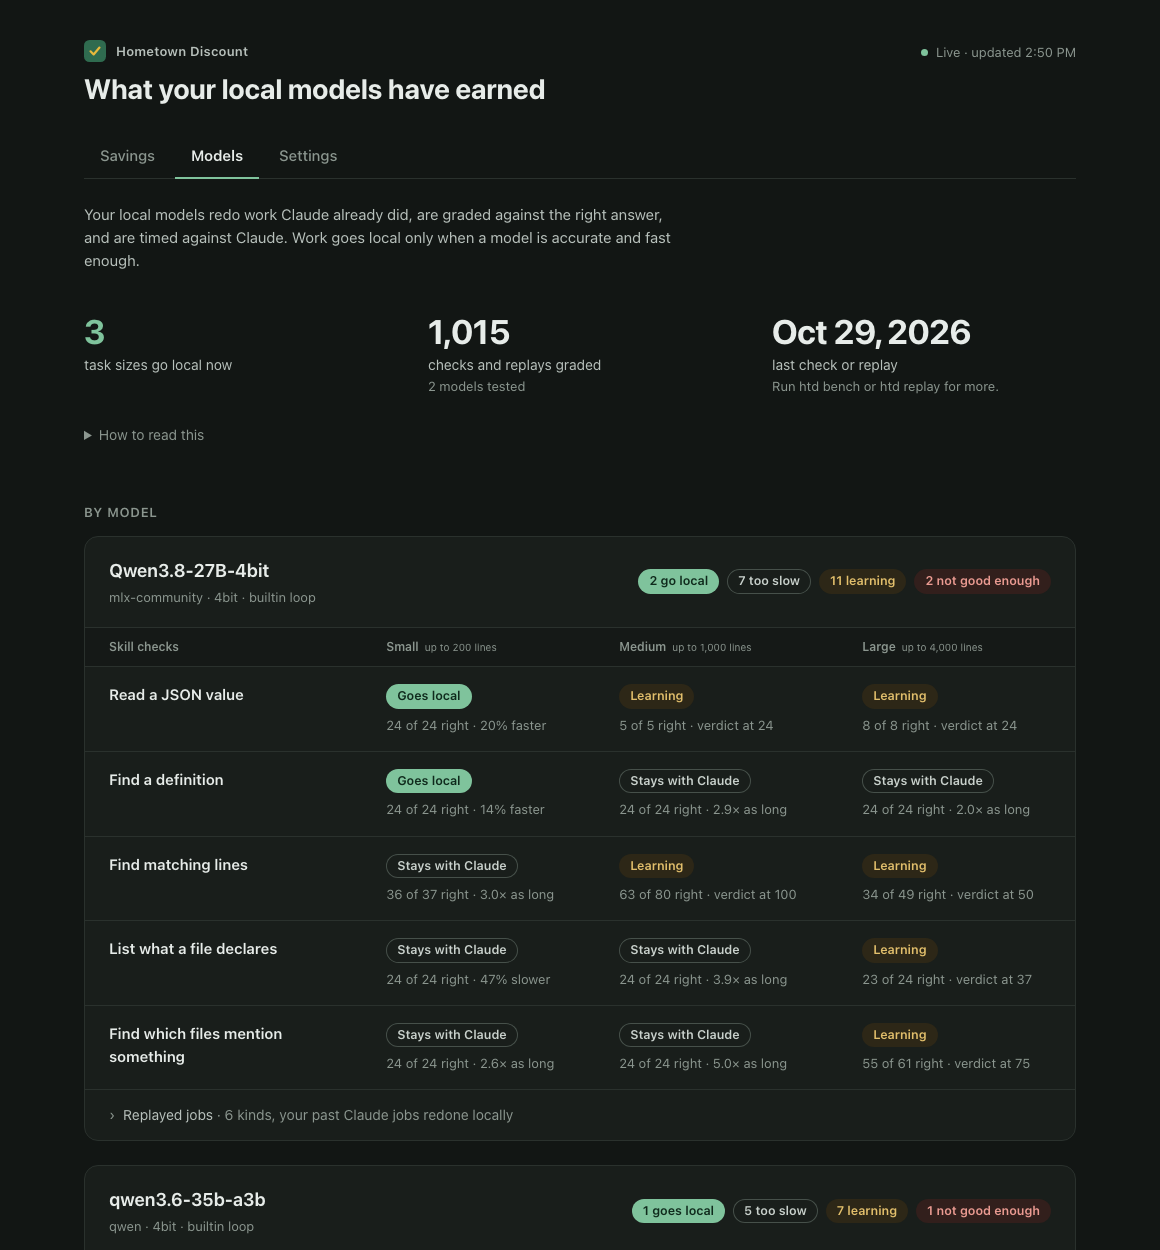 Hometown Discount
Live · updated 2:50 PM
What your local models have earned
Savings Models Settings
Your local models redo work Claude already did, are graded against the right answer,
and are timed against Claude. Work goes local only when a model is accurate and fast
enough.
3 1,015 Oct 29, 2026
task sizes go local now checks and replays graded last check or replay
2 models tested Run htd bench or htd replay for more.
▶ How to read this
BY MODEL
Qwen3.8-27B-4bit
mlx-community · 4bit · builtin loop
2 go local 7 too slow 11 learning 2 not good enough
Skill checks Small up to 200 lines Medium up to 1,000 lines Large up to 4,000 lines
Read a JSON value Goes local Learning Learning
24 of 24 right · 20% faster 5 of 5 right · verdict at 24 8 of 8 right · verdict at 24
Find a definition Goes local Stays with Claude Stays with Claude
24 of 24 right · 14% faster 24 of 24 right · 2.9× as long 24 of 24 right · 2.0× as long
Find matching lines Stays with Claude Learning Learning
36 of 37 right · 3.0× as long 63 of 80 right · verdict at 100 34 of 49 right · verdict at 50
List what a file declares Stays with Claude Stays with Claude Learning
24 of 24 right · 47% slower 24 of 24 right · 3.9× as long 23 of 24 right · verdict at 37
Find which files mention Stays with Claude Stays with Claude Learning
something 24 of 24 right · 2.6× as long 24 of 24 right · 5.0× as long 55 of 61 right · verdict at 75
› Replayed jobs · 6 kinds, your past Claude jobs redone locally
qwen3.6-35b-a3b
qwen · 4bit · builtin loop
1 goes local 5 too slow 7 learning 1 not good enough